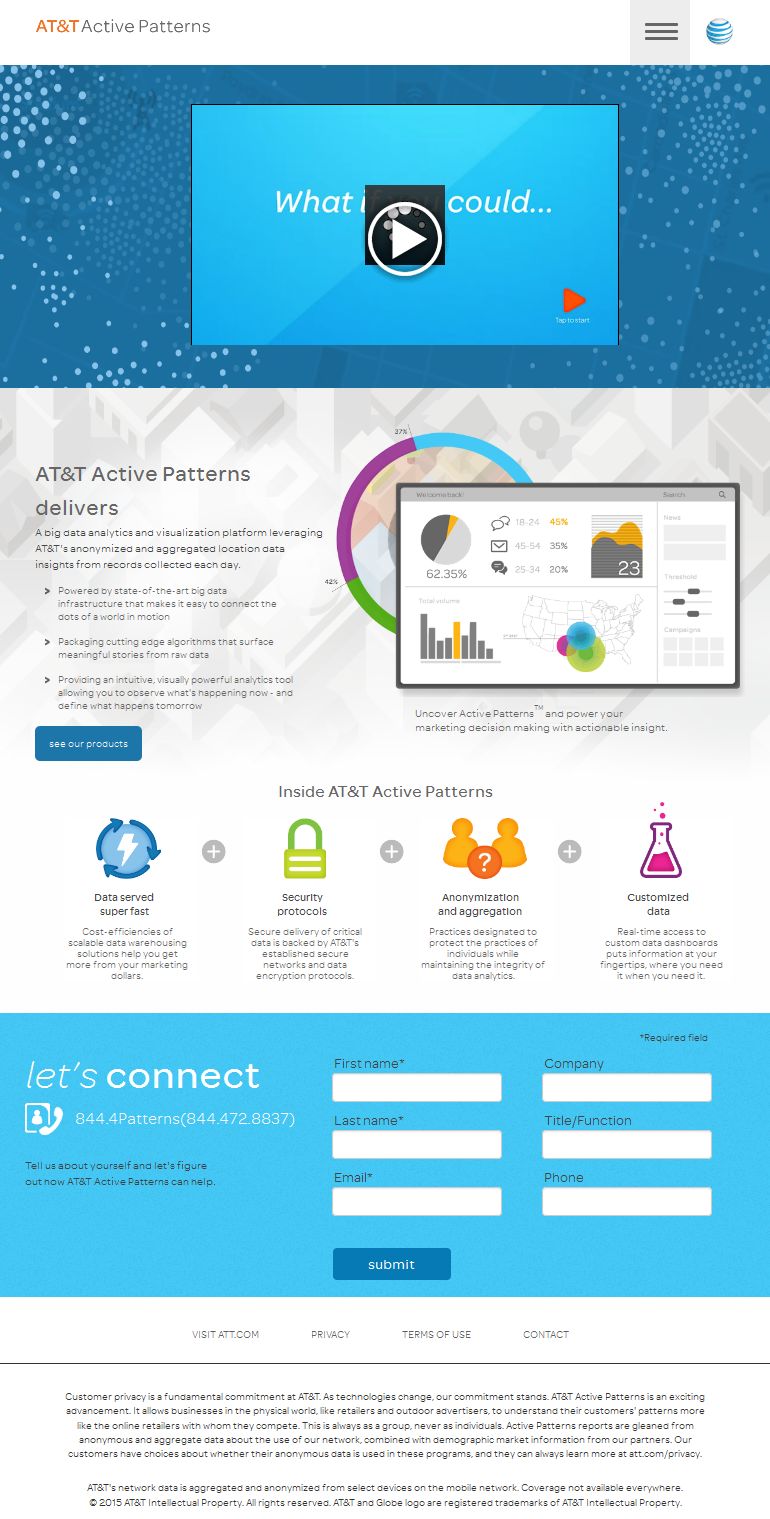 AT&T Active Patterns
What if you could...
Tap to start
AT&T Active Patterns
delivers
A big data analytics and visualization platform leveraging
AT&T's anonymized and aggregated location data
insights from records collected each day.
Powered by state-of-the-art big data
infrastructure that makes it easy to connect the
dots of a world in motion
Packaging cutting edge algorithms that surface
meaningful stories from raw data
Providing an intuitive, visually powerful analytics tool
allowing you to observe what's happening now - and
define what happens tomorrow
see our products
37%
42%
Welcome back!
Search
62.35%
18-24 45%
45-54 35%
25-34 20%
23
News
Threshold
Campaigns
Total volume
Uncover Active Patterns™ and power your
marketing decision making with actionable insight.
Inside AT&T Active Patterns
Data served
super fast
Cost-efficiencies of
scalable data warehousing
solutions help you get
more from your marketing
dollars.
Security
protocols
Secure delivery of critical
data is backed by AT&T's
established secure
networks and data
encryption protocols.
Anonymization
and aggregation
Practices designated to
protect the practices of
individuals while
maintaining the integrity of
data analytics.
Customized
data
Real-time access to
custom data dashboards
puts information at your
fingertips, where you need
it when you need it.
*Required field
let's connect
844.4Patterns(844.472.8837)
Tell us about yourself and let's figure
out how AT&T Active Patterns can help.
First name*
Company
Last name*
Title/Function
Email*
Phone
submit
VISIT ATT.COM PRIVACY TERMS OF USE CONTACT
Customer privacy is a fundamental commitment at AT&T. As technologies change, our commitment stands. AT&T Active Patterns is an exciting
advancement. It allows businesses in the physical world, like retailers and outdoor advertisers, to understand their customers' patterns more
like the online retailers with whom they compete. This is always as a group, never as individuals. Active Patterns reports are gleaned from
anonymous and aggregate data about the use of our network, combined with demographic market information from our partners. Our
customers have choices about whether their anonymous data is used in these programs, and they can always learn more at att.com/privacy.
AT&T's network data is aggregated and anonymized from select devices on the mobile network. Coverage not available everywhere.
© 2015 AT&T Intellectual Property. All rights reserved. AT&T and Globe logo are registered trademarks of AT&T Intellectual Property.